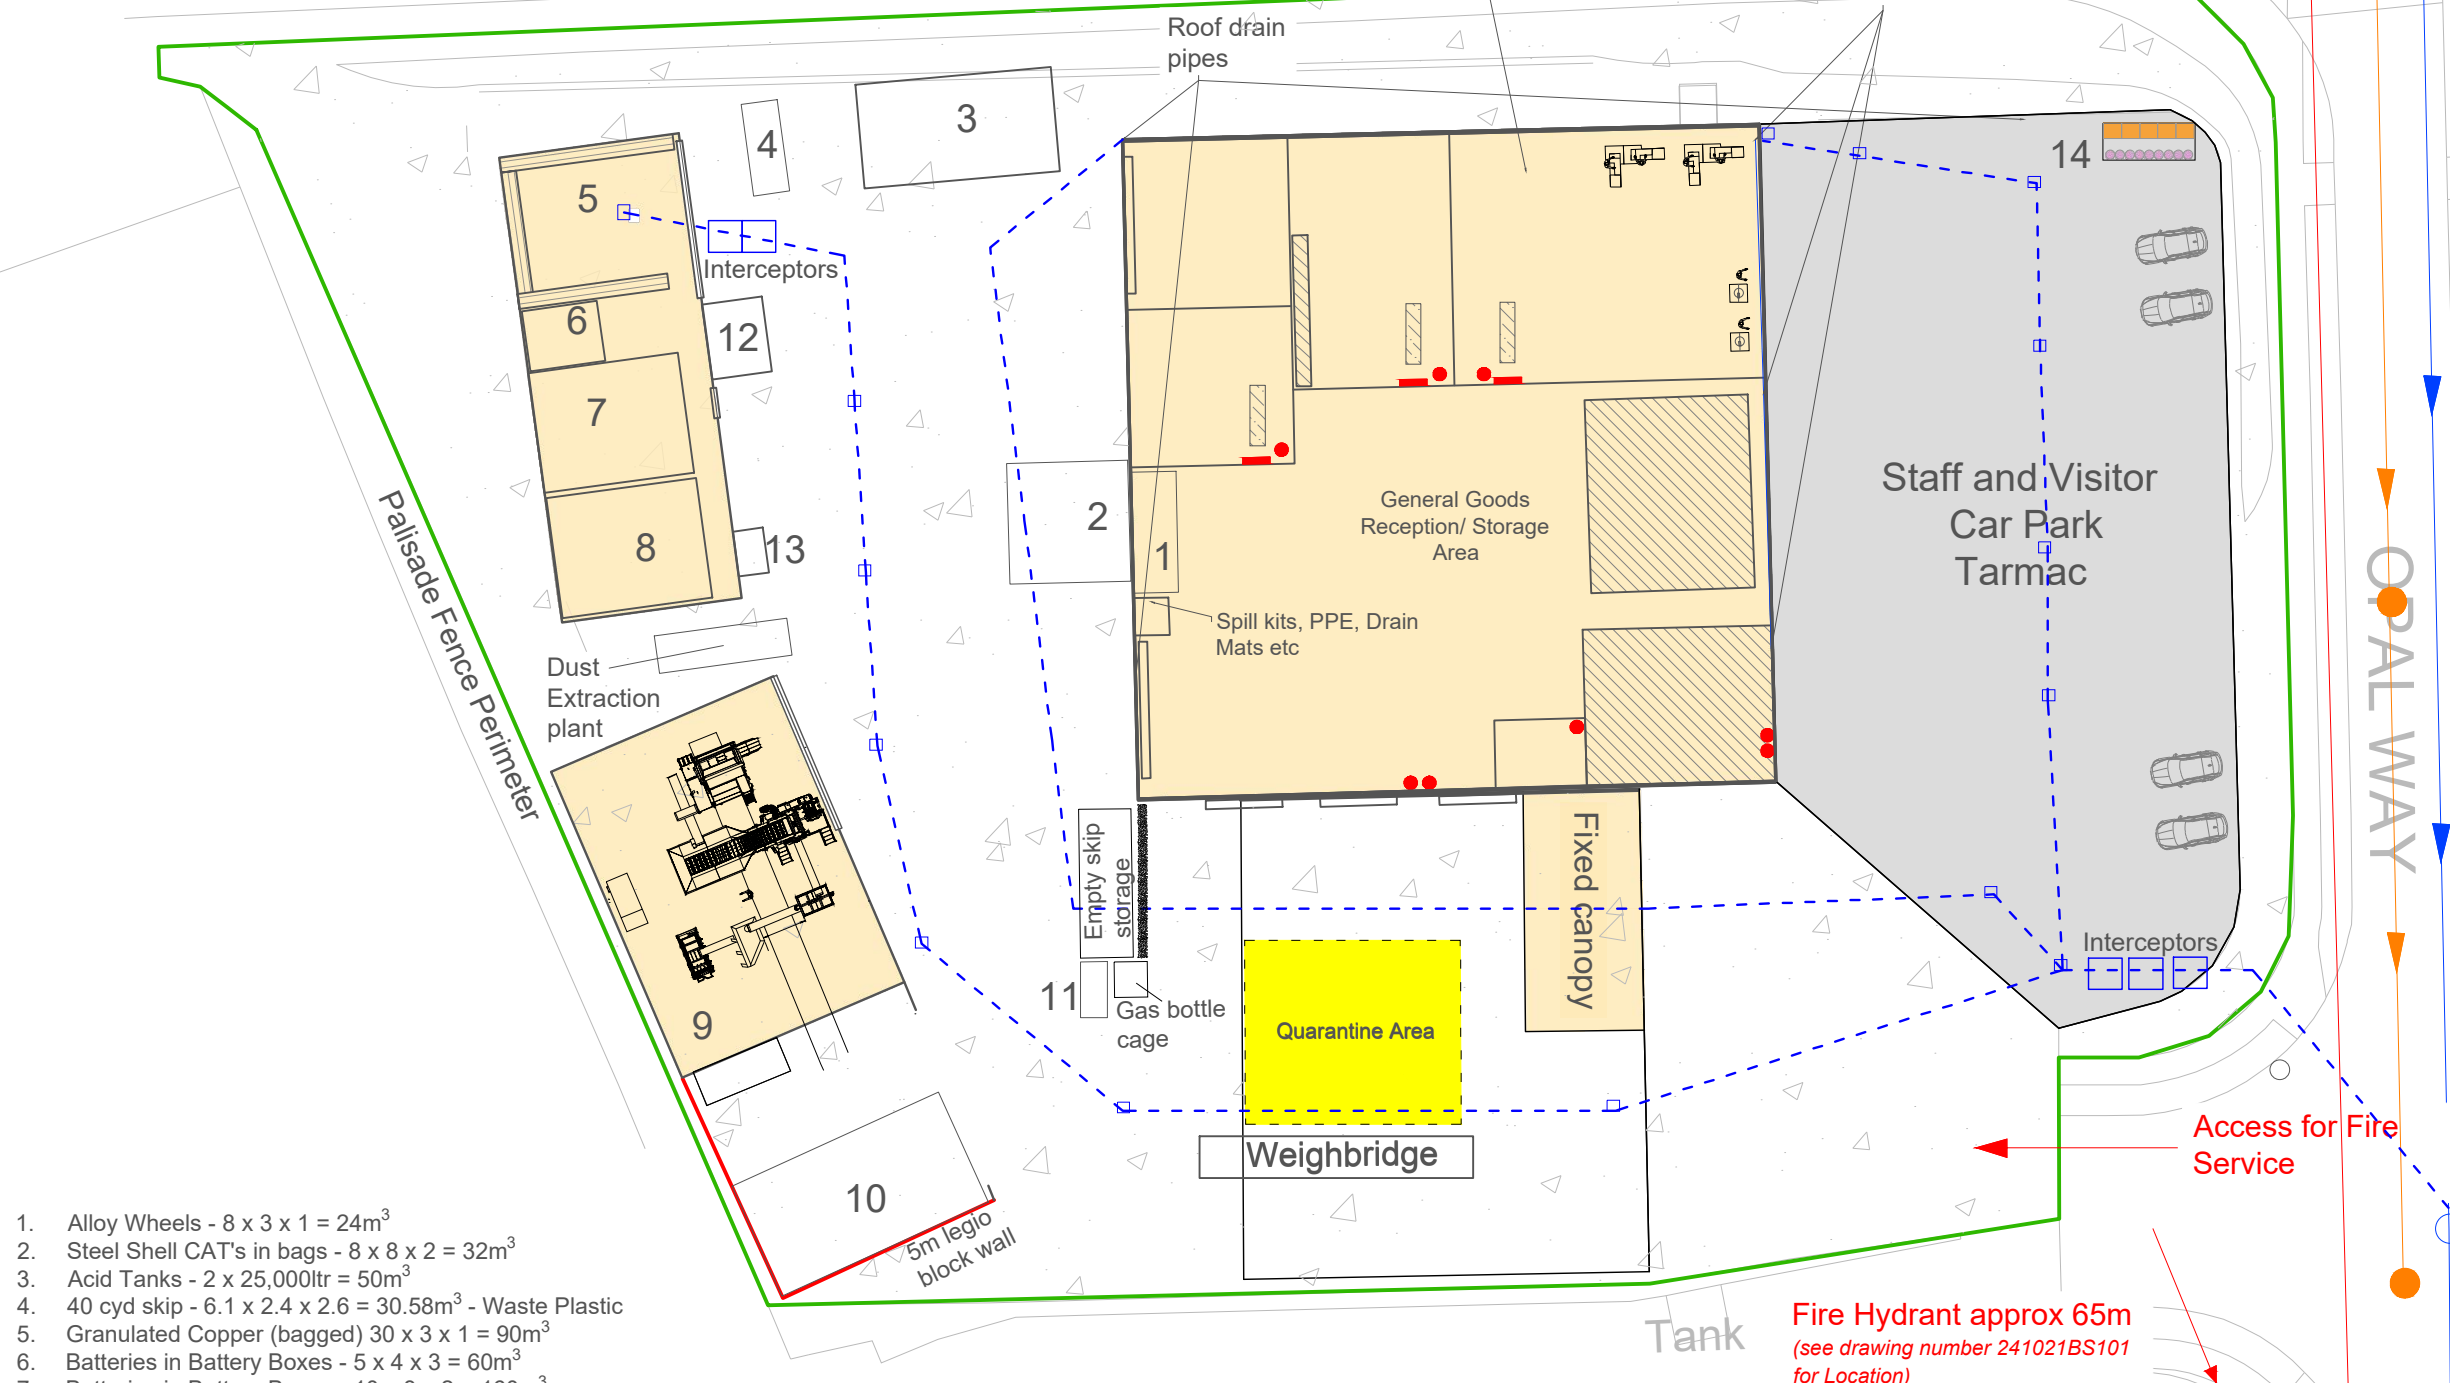 Roof drain
pipes
3
4
5
14
Interceptors
6
12
7
Staff and Visitor
Car Park
Tarmac
General Goods
Reception/ Storage
Area
2
1
8
13
Spill kits, PPE, Drain
Mats etc
Palisade Fence Perimeter
Dust
Extraction
plant
OPAL WAY
Empty skip
storage
Fixed canopy
Interceptors
11
Gas bottle
cage
9
Quarantine Area
Access for Fire
Service
Weighbridge
10
5m legio
block wall
1. Alloy Wheels - 8 x 3 x 1 = 24m³
2. Steel Shell CAT's in bags - 8 x 8 x 2 = 32m³
3. Acid Tanks - 2 x 25,000ltr = 50m³
4. 40 cyd skip - 6.1 x 2.4 x 2.6 = 30.58m³ - Waste Plastic
5. Granulated Copper (bagged) 30 x 3 x 1 = 90m³
6. Batteries in Battery Boxes - 5 x 4 x 3 = 60m³
Tank
Fire Hydrant approx 65m
(see drawing number 241021BS101
for Location)